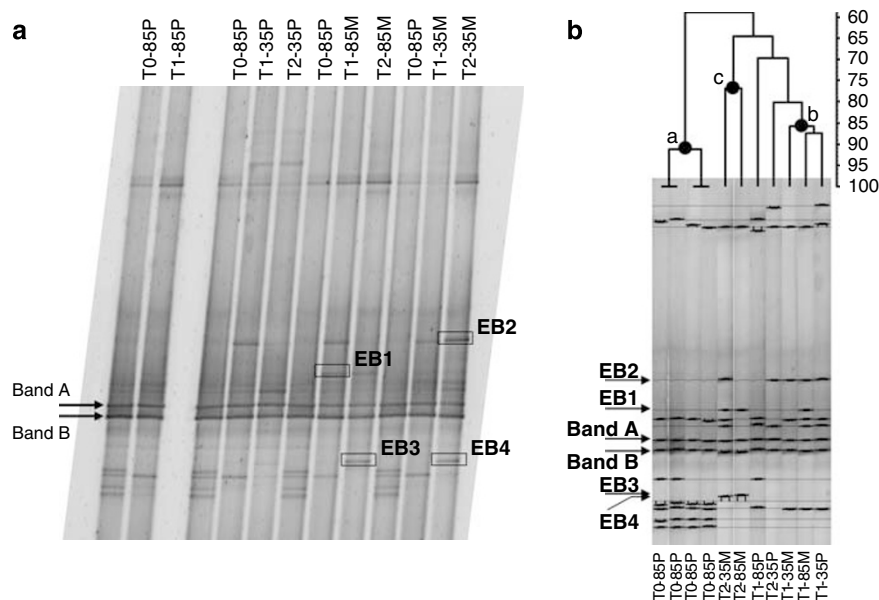 a
T0-85P
T1-85P
T0-85P
T1-35P
T2-35P
T0-85P
T1-85M
T2-85M
T0-85P
T1-35M
T2-35M
EB2
EB1
Band A
Band B
EB3
EB4
b
60
65
70
75
80
85
90
95
100
c
b
a
EB2
EB1
Band A
Band B
EB3
EB4
T0-85P
T0-85P
T0-85P
T0-85P
T2-35M
T2-85M
T1-85P
T2-35P
T1-35M
T1-85M
T1-35P